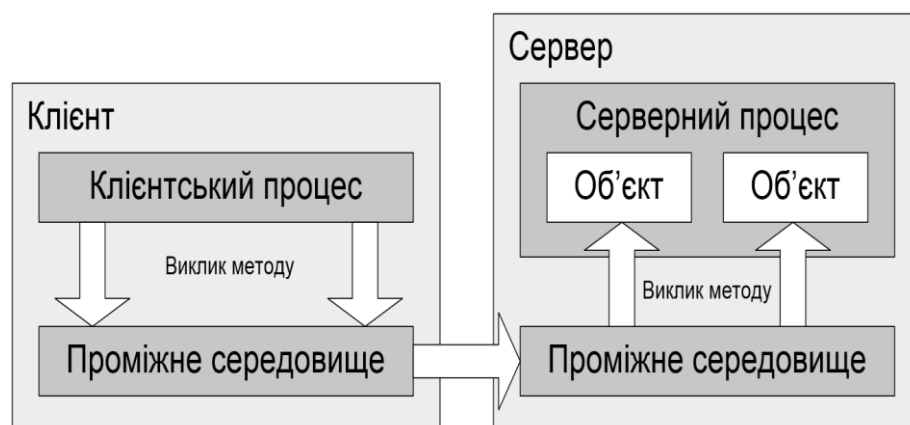 Клієнт
Клієнтський процес
Виклик методу
Проміжне середовище
Сервер
Серверний процес
Об’єкт
Об’єкт
Виклик методу
Проміжне середовище